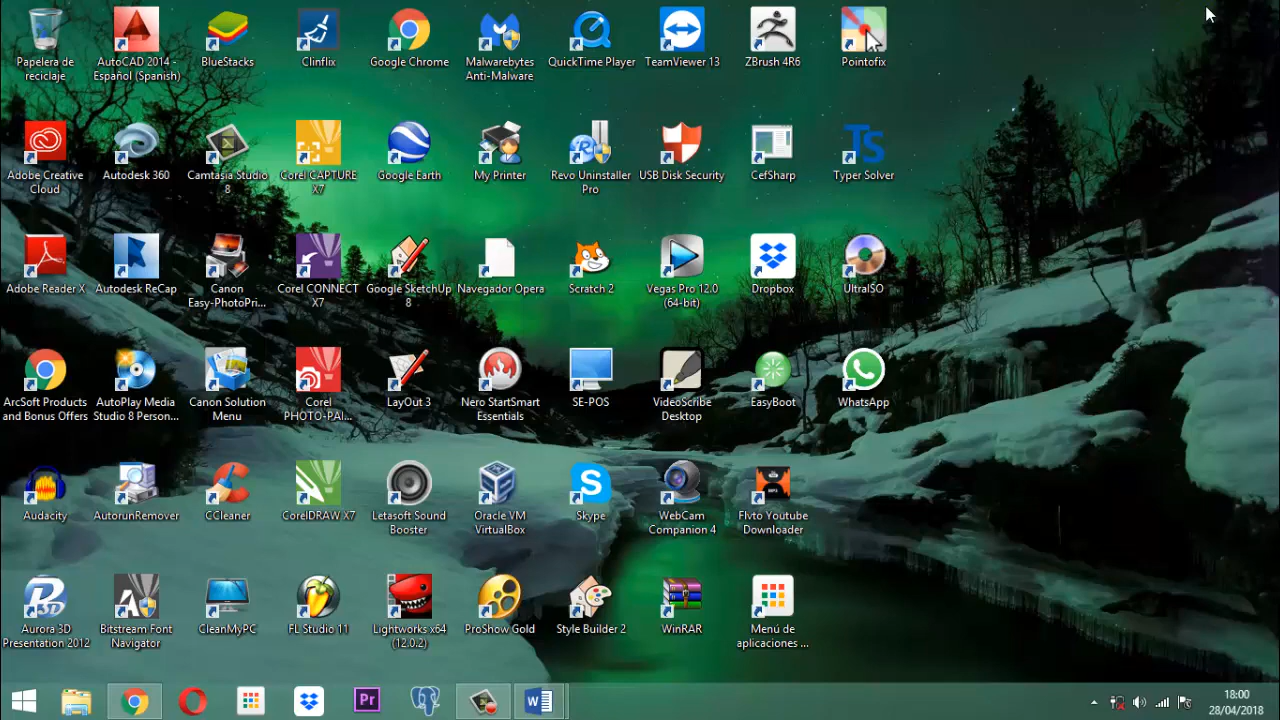 Papelera de
reciclaje
AutoCAD 2014 -
Español (Spanish)
BlueStacks
Clinflix
Google Chrome
Malwarebytes
Anti-Malware
QuickTime Player
TeamViewer 13
ZBrush 4R6
Pointofix
Adobe Creative
Cloud
Autodesk 360
Camtasia Studio
8
Corel CAPTURE
X7
Google Earth
My Printer
Revo Uninstaller
Pro
USB Disk Security
CefSharp
TS
Typer Solver
Adobe Reader X
Autodesk ReCap
Canon
Easy-PhotoPri...
Corel CONNECT
X7
Google SketchUp
8
Navegador Opera
Scratch 2
Vegas Pro 12.0
(64-bit)
Dropbox
UltraISO
ArcSoft Products
and Bonus Offers
AutoPlay Media
Studio 8 Person...
Canon Solution
Menu
Corel
PHOTO-PAI...
LayOut 3
Nero StartSmart
Essentials
SE-POS
VideoScribe
Desktop
EasyBoot
WhatsApp
Audacity
AutorunRemover
CCleaner
CorelDRAW X7
Letasoft Sound
Booster
Oracle VM
VirtualBox
Skype
WebCam
Companion 4
Flvto Youtube
Downloader
Aurora 3D
Presentation 2012
Bitstream Font
Navigator
CleanMyPC
FL Studio 11
Lightworks x64
(12.0.2)
ProShow Gold
Style Builder 2
WinRAR
Menú de
aplicaciones ...
Pr
W
18:00
28/04/2018